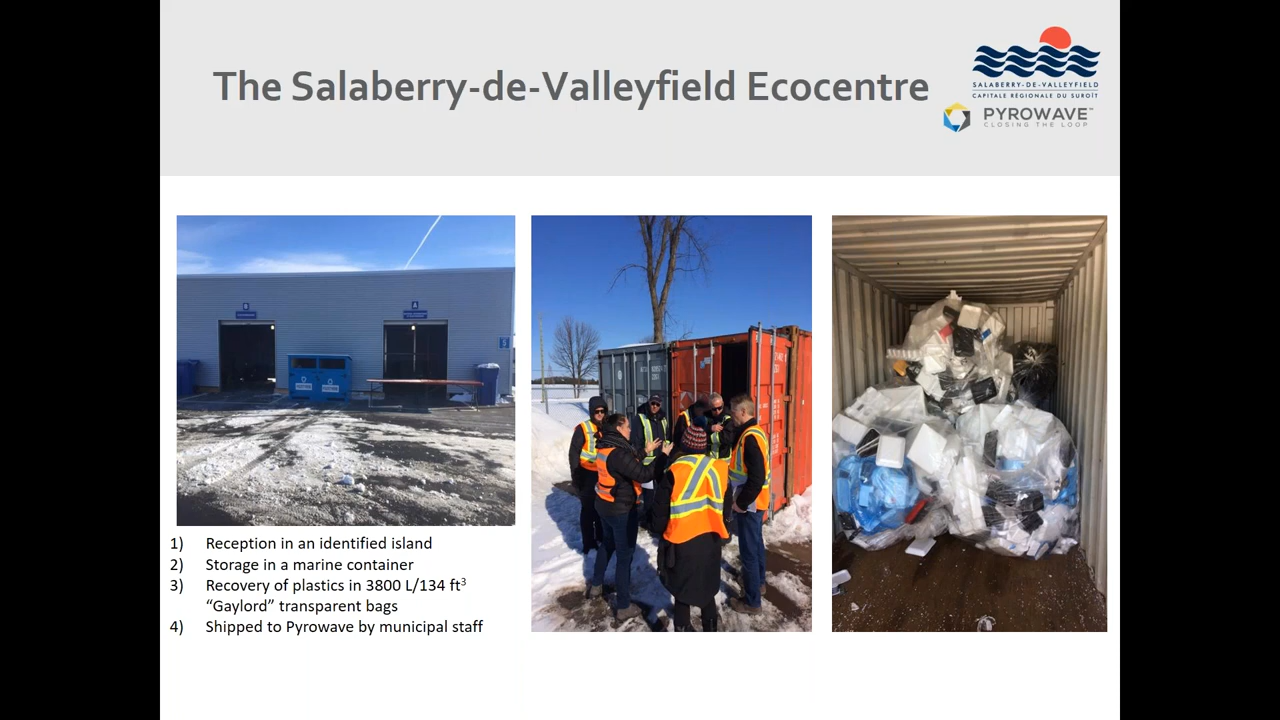 The Salaberry-de-Valleyfield Ecocentre
SALABERRY-DE-VALLEYFIELD
CAPITALE RÉGIONALE DU SUROÎT
PYROWAVE™
CLOSING THE LOOP
B
A
1) Reception in an identified island
2) Storage in a marine container
3) Recovery of plastics in 3800 L/134 ft³
“Gaylord” transparent bags
4) Shipped to Pyrowave by municipal staff